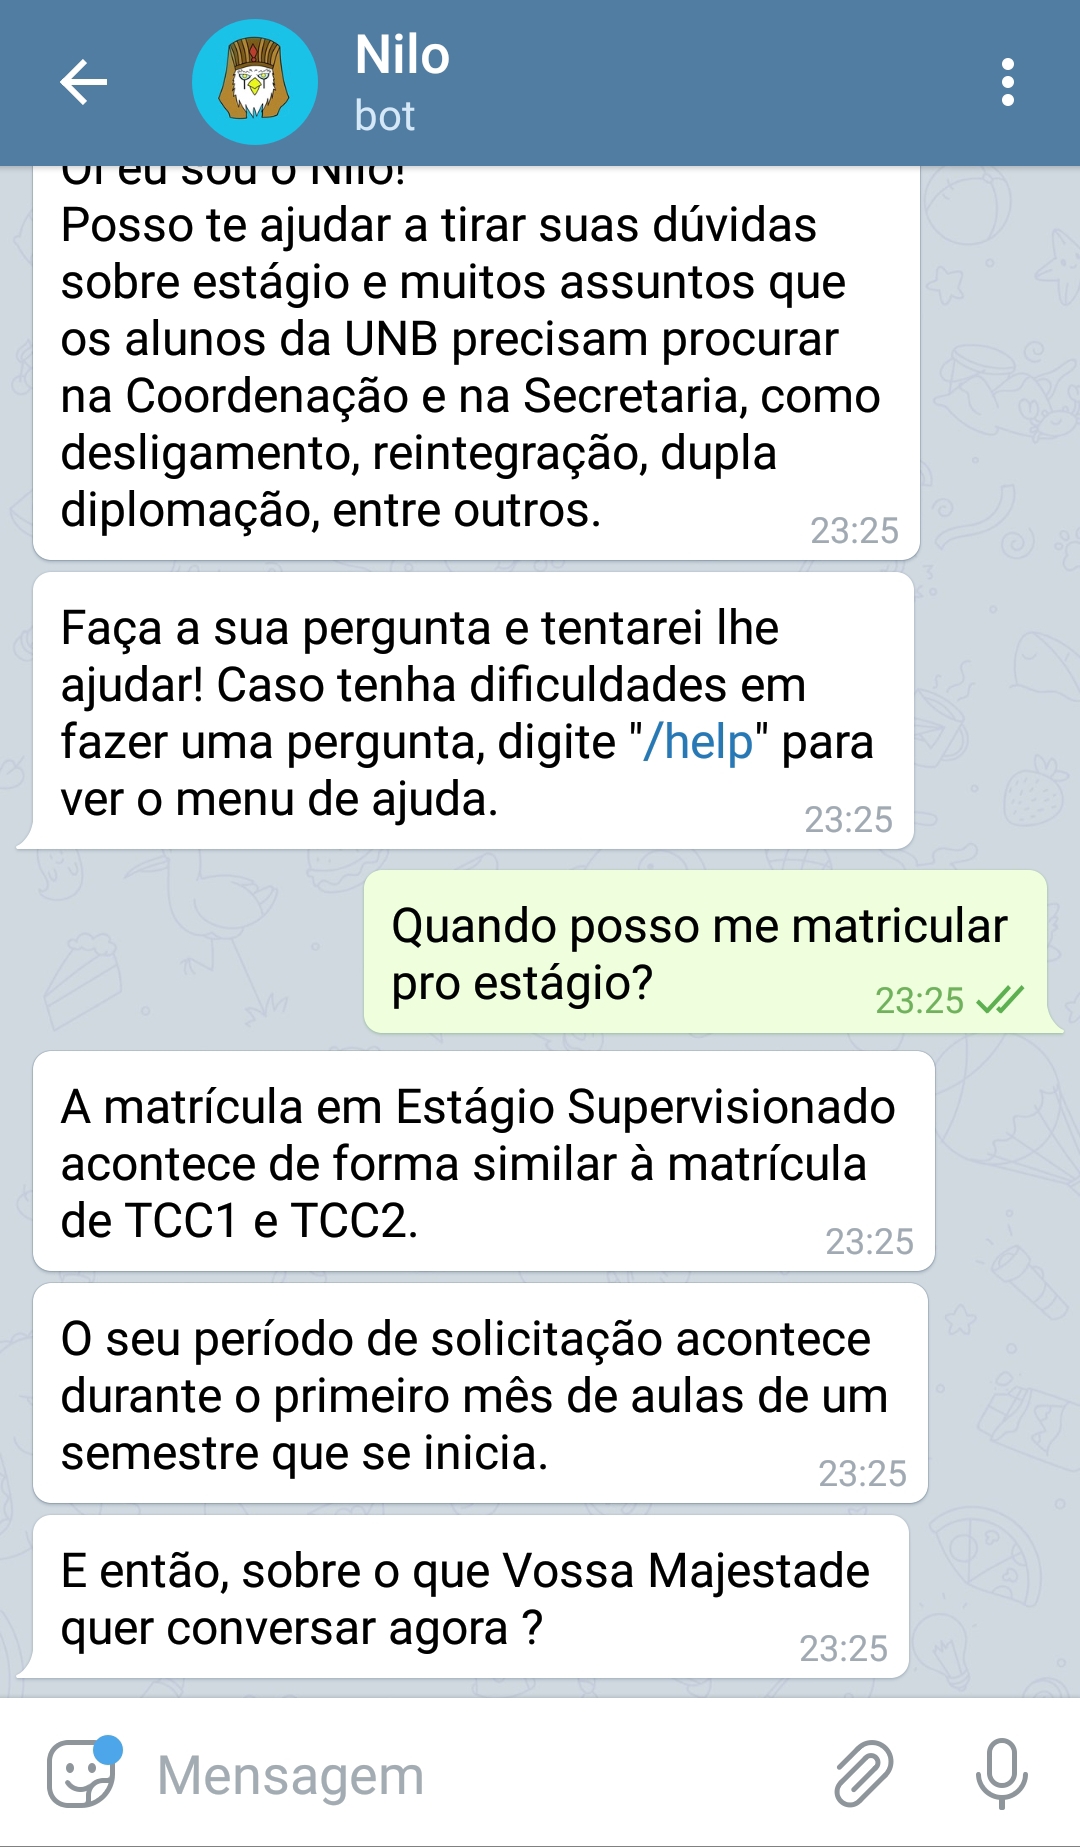 Nilo
bot
Oi eu sou o Nilo!
Posso te ajudar a tirar suas dúvidas
sobre estágio e muitos assuntos que
os alunos da UNB precisam procurar
na Coordenação e na Secretaria, como
desligamento, reintegração, dupla
diplomação, entre outros.
23:25
Faça a sua pergunta e tentarei lhe
ajudar! Caso tenha dificuldades em
fazer uma pergunta, digite "/help" para
ver o menu de ajuda.
23:25
Quando posso me matricular
pro estágio?
23:25
A matrícula em Estágio Supervisionado
acontece de forma similar à matrícula
de TCC1 e TCC2.
23:25
O seu período de solicitação acontece
durante o primeiro mês de aulas de um
semestre que se inicia.
23:25
E então, sobre o que Vossa Majestade
quer conversar agora ?
23:25
Mensagem